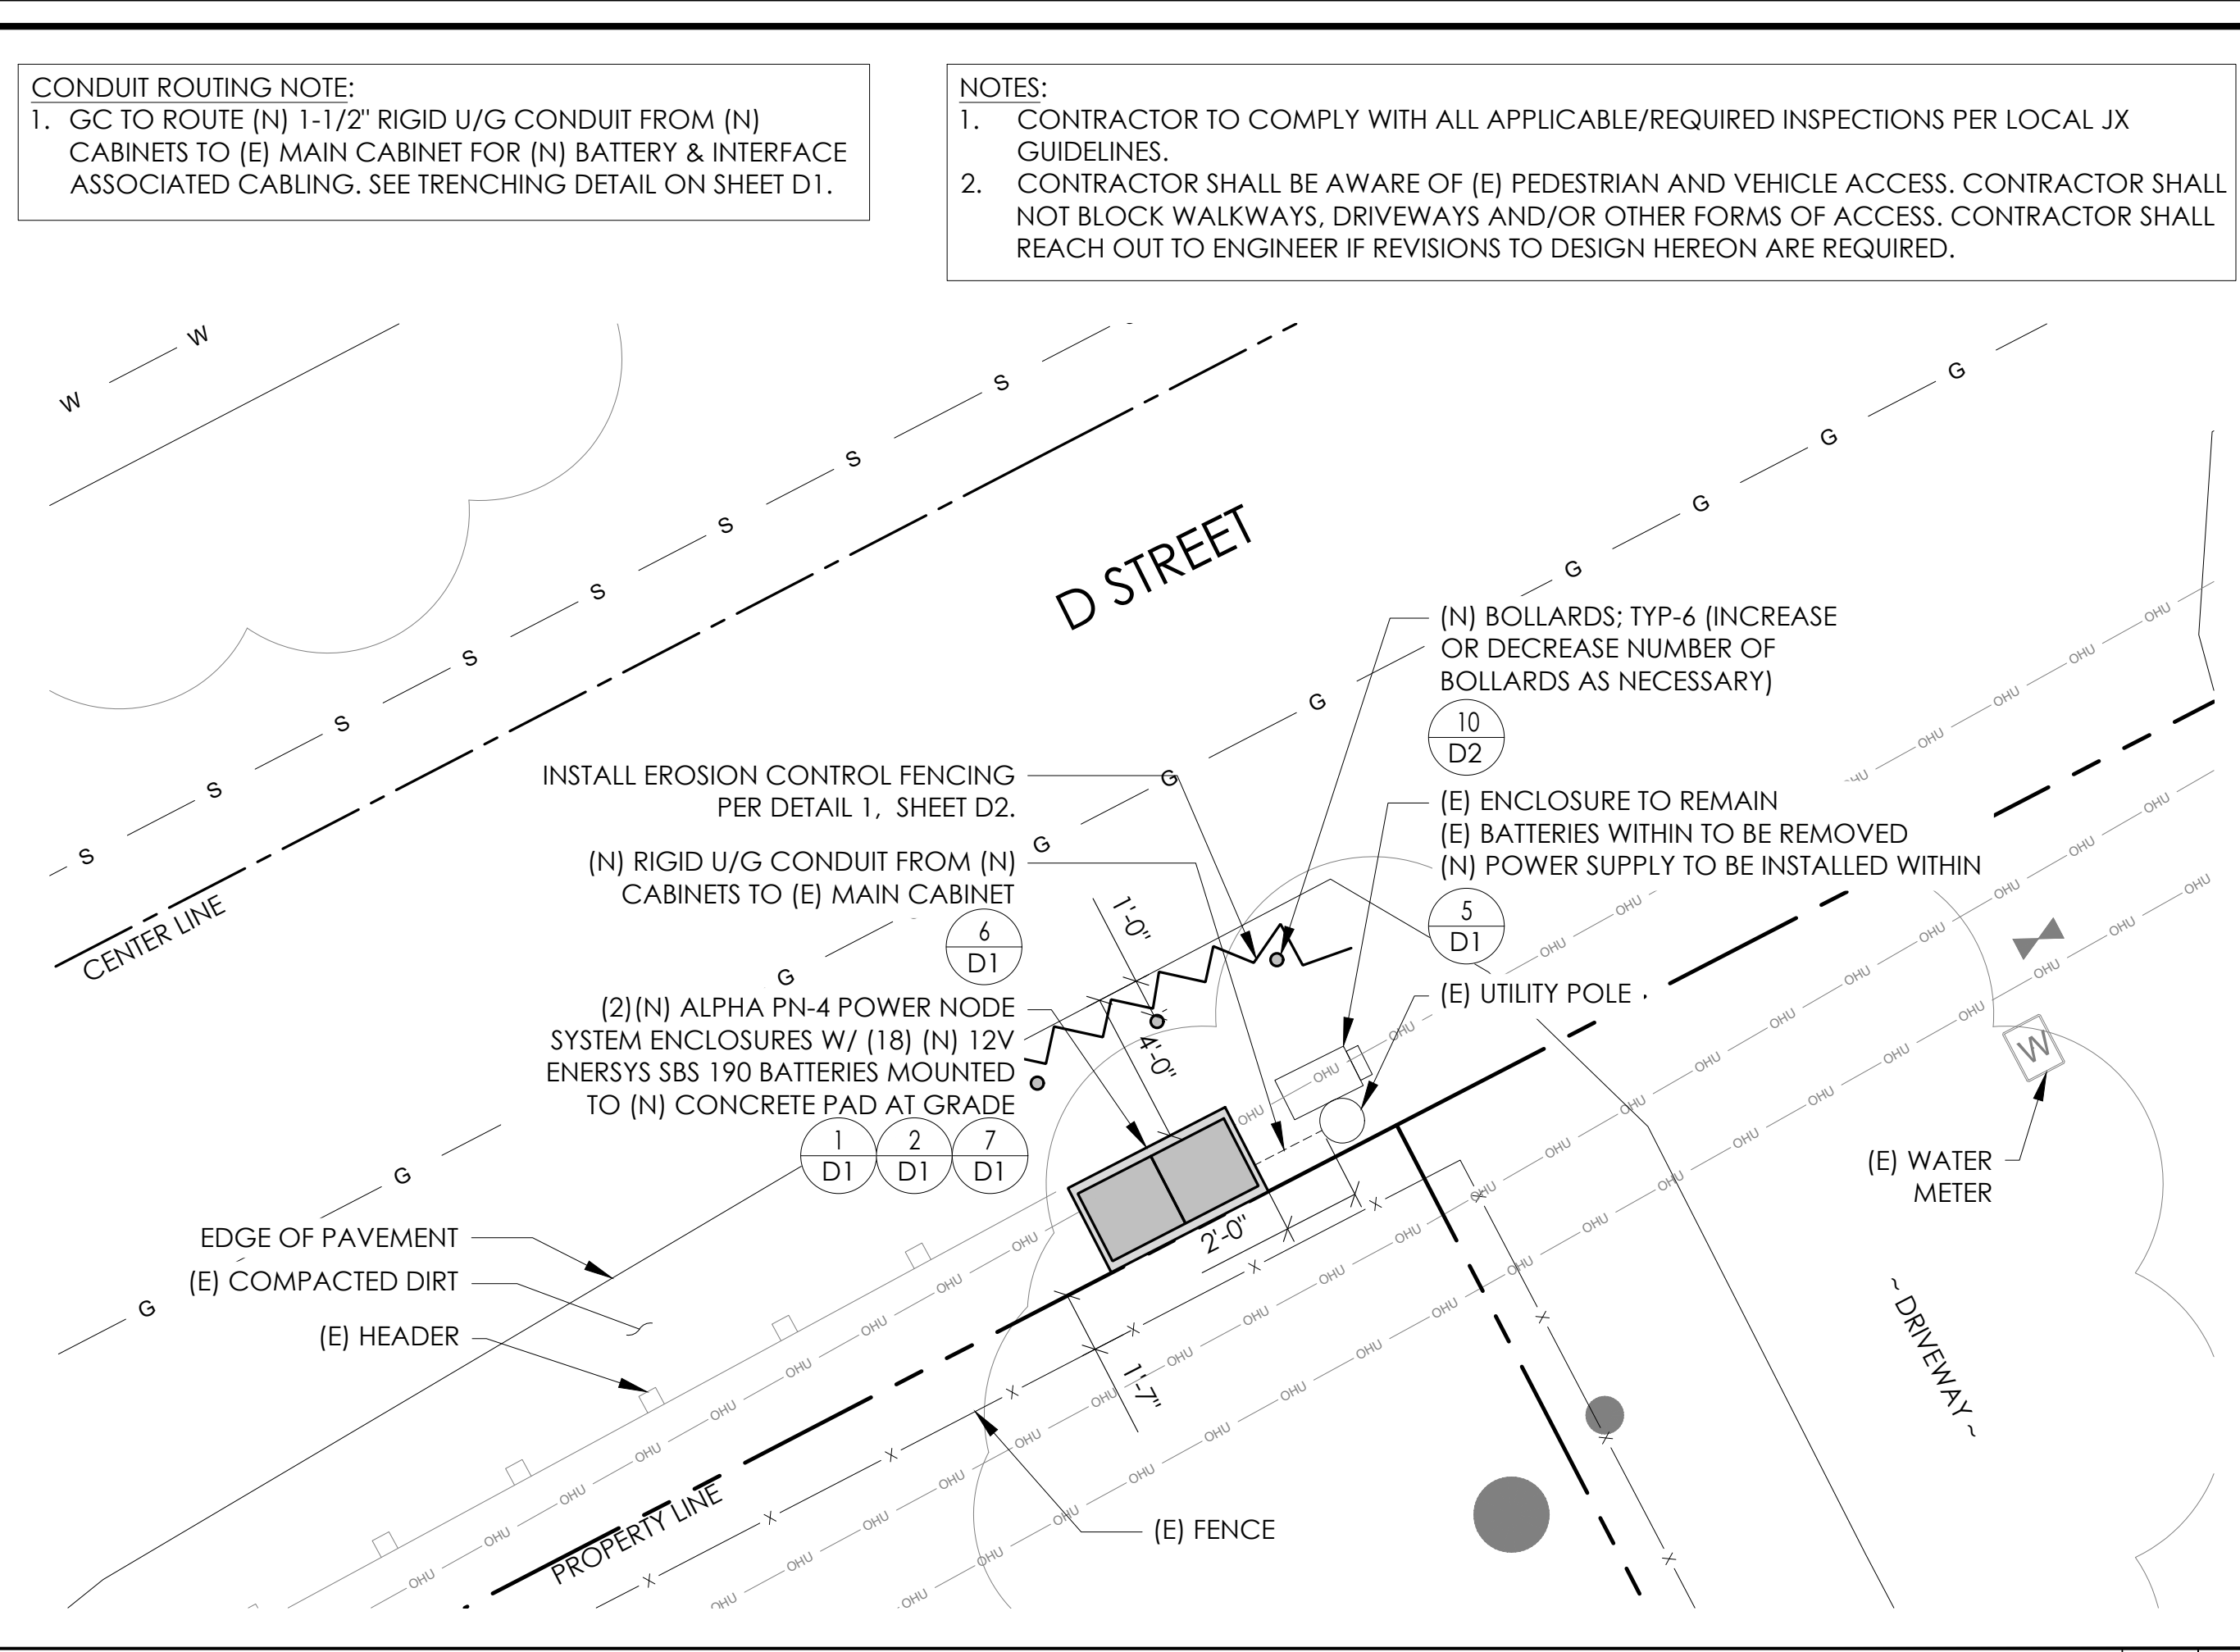 CONDUIT ROUTING NOTE:
1. GC TO ROUTE (N) 1-1/2" RIGID U/G CONDUIT FROM (N)
CABINETS TO (E) MAIN CABINET FOR (N) BATTERY & INTERFACE
ASSOCIATED CABLING. SEE TRENCHING DETAIL ON SHEET D1.
NOTES:
1. CONTRACTOR TO COMPLY WITH ALL APPLICABLE/REQUIRED INSPECTIONS PER LOCAL JX
GUIDELINES.
2. CONTRACTOR SHALL BE AWARE OF (E) PEDESTRIAN AND VEHICLE ACCESS. CONTRACTOR SHALL
NOT BLOCK WALKWAYS, DRIVEWAYS AND/OR OTHER FORMS OF ACCESS. CONTRACTOR SHALL
REACH OUT TO ENGINEER IF REVISIONS TO DESIGN HEREON ARE REQUIRED.
W W
S S S S S S S S
G G G G G G G G G G G
D STREET
CENTER LINE
(N) BOLLARDS; TYP-6 (INCREASE
OR DECREASE NUMBER OF
BOLLARDS AS NECESSARY)
10
D2
INSTALL EROSION CONTROL FENCING
PER DETAIL 1, SHEET D2.
(N) RIGID U/G CONDUIT FROM (N)
CABINETS TO (E) MAIN CABINET
6
D1
(E) ENCLOSURE TO REMAIN
(E) BATTERIES WITHIN TO BE REMOVED
(N) POWER SUPPLY TO BE INSTALLED WITHIN
5
D1
(E) UTILITY POLE
(2)(N) ALPHA PN-4 POWER NODE
SYSTEM ENCLOSURES W/ (18) (N) 12V
ENERSYS SBS 190 BATTERIES MOUNTED
TO (N) CONCRETE PAD AT GRADE
1 2 7
D1 D1 D1
1'-0"
4'-0"
2'-0"
1'-7"
W
(E) WATER
METER
EDGE OF PAVEMENT
(E) COMPACTED DIRT
(E) HEADER
PROPERTY LINE
(E) FENCE
~ DRIVEWAY ~
OHU OHU OHU OHU OHU
X X X X X X